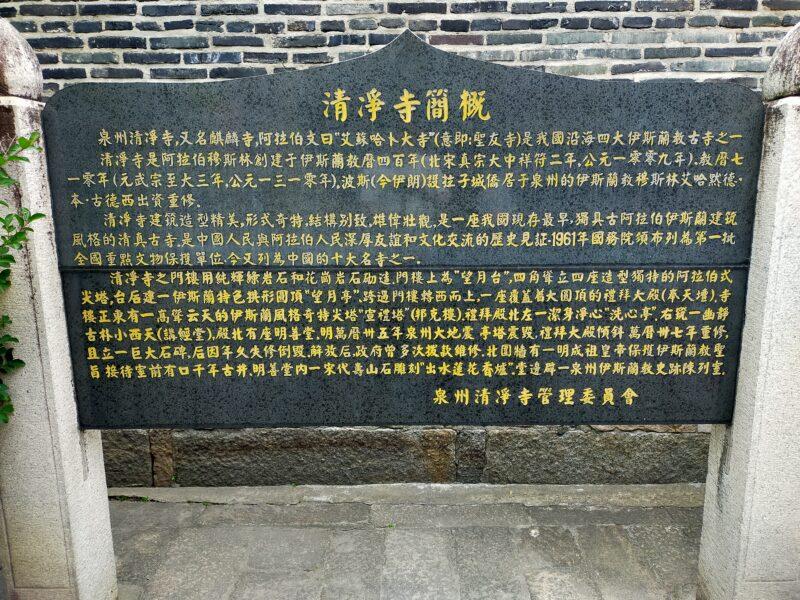 清淨寺簡概
泉州清淨寺,又名麒麟寺,阿拉伯文曰"艾蘇哈卜大寺"(意即:聖友寺)是我國沿海四大伊斯蘭教古寺之一
清淨寺是阿拉伯穆斯林創建于伊斯蘭教曆四百年(北宋真宗大中祥符二年,公元一零零九年).教曆七
一零年(元武宗至大三年,公元一三一零年),波斯(今伊朗)設拉子城僑居于泉州的伊斯蘭教穆斯林艾哈默德·
本·古德西出資重修.
清淨寺建筑造型精美,形式奇特,結構别致,雄偉壯觀,是一座我國現存最早,獨具古阿拉伯伊斯蘭建筑
風格的清真古寺,是中國人民與阿拉伯人民深厚友誼和文化交流的歷史見証·1961年國務院頒布列為第一批
全國重點文物保護單位.今又列為中國的十大名寺之一.
清淨寺之門樓用純輝綠岩石和花崗岩石砌造,門樓上為"望月台",四角聳立四座造型獨特的阿拉伯式
尖塔,台后建一伊斯蘭特色拱形圓頂"望月亭".跨過門樓轉西而上,一座覆蓋着大圓頂的禮拜大殿(奉天壇),寺
樓正東有一高聳云天的伊斯蘭風格奇特尖塔"宣禮塔"(邦克樓),禮拜殿北左一潔身淨心"洗心亭",右筑一幽靜
古朴小西天(講經堂),殿北有座明善堂.明萬曆卅五年泉州大地震亭塔震毁,禮拜大殿傾斜萬曆卅七年重修,
且立一巨大石碑,后因年久失修倒毁.解放后,政府曾多次撥款維修.北圍牆有一明成祖皇帝保護伊斯蘭教聖
旨接待室前有口千年古井,明善堂内一宋代壽山石雕刻"出水蓮花香爐",堂邊辟一泉州伊斯蘭教史跡陳列室.
泉州清淨寺管理委員會